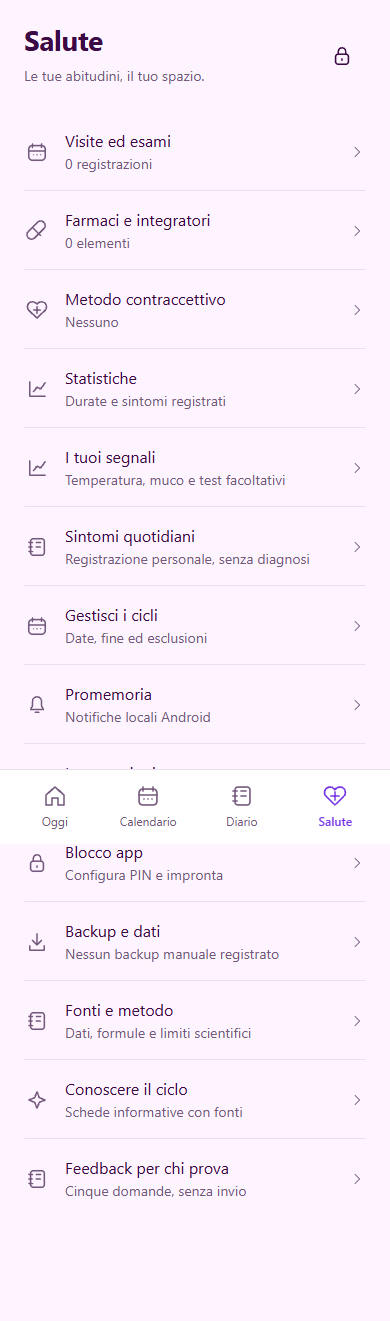 Salute
Le tue abitudini, il tuo spazio.
Visite ed esami
0 registrazioni
Farmaci e integratori
0 elementi
Metodo contraccettivo
Nessuno
Statistiche
Durate e sintomi registrati
I tuoi segnali
Temperatura, muco e test facoltativi
Sintomi quotidiani
Registrazione personale, senza diagnosi
Gestisci i cicli
Date, fine ed esclusioni
Promemoria
Notifiche locali Android
Oggi
Calendario
Diario
Salute
Blocco app
Configura PIN e impronta
Backup e dati
Nessun backup manuale registrato
Fonti e metodo
Dati, formule e limiti scientifici
Conoscere il ciclo
Schede informative con fonti
Feedback per chi prova
Cinque domande, senza invio